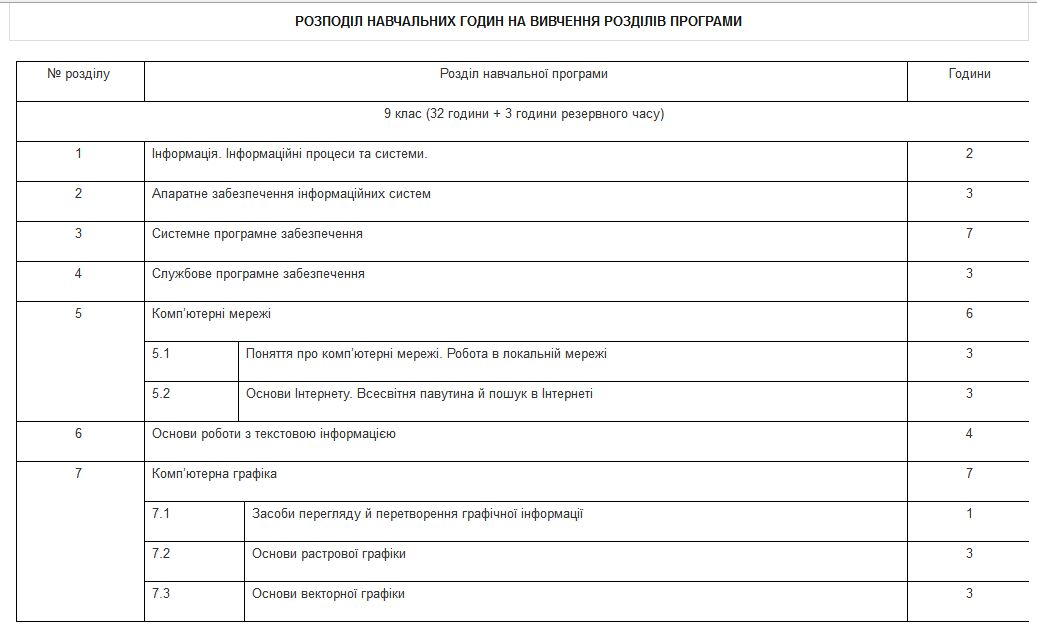 РОЗПОДІЛ НАВЧАЛЬНИХ ГОДИН НА ВИВЧЕННЯ РОЗДІЛІВ ПРОГРАМИ
№ розділу Розділ навчальної програми Години
9 клас (32 години + 3 години резервного часу)
1 Інформація. Інформаційні процеси та системи. 2
2 Апаратне забезпечення інформаційних систем 3
3 Системне програмне забезпечення 7
4 Службове програмне забезпечення 3
5 Комп'ютерні мережі 6
5.1 Поняття про комп'ютерні мережі. Робота в локальній мережі 3
5.2 Основи Інтернету. Всесвітня павутина й пошук в Інтернеті 3
6 Основи роботи з текстовою інформацією 4
7 Комп'ютерна графіка 7
7.1 Засоби перегляду й перетворення графічної інформації 1
7.2 Основи растрової графіки 3
7.3 Основи векторної графіки 3